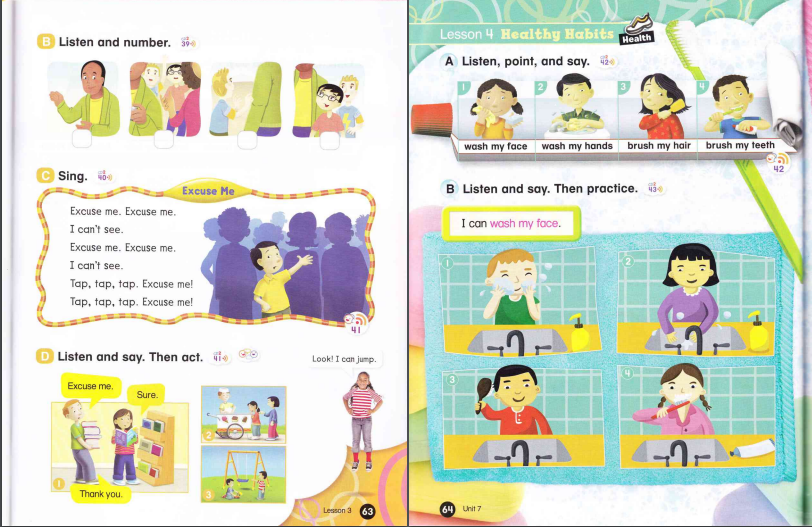 B Listen and number. 39
C Sing. 40
Excuse Me
Excuse me. Excuse me.
I can't see.
Excuse me. Excuse me.
I can't see.
Tap, tap, tap. Excuse me!
Tap, tap, tap. Excuse me!
41
D Listen and say. Then act. 41
Look! I can jump.
Excuse me.
Sure.
Thank you.
1
2
3
Lesson 3 63
Lesson 4 Healthy Habits Health
A Listen, point, and say. 42
1 2 3 4
wash my face wash my hands brush my hair brush my teeth
42
B Listen and say. Then practice. 43
I can wash my face.
1
2
3
4
64 Unit 7